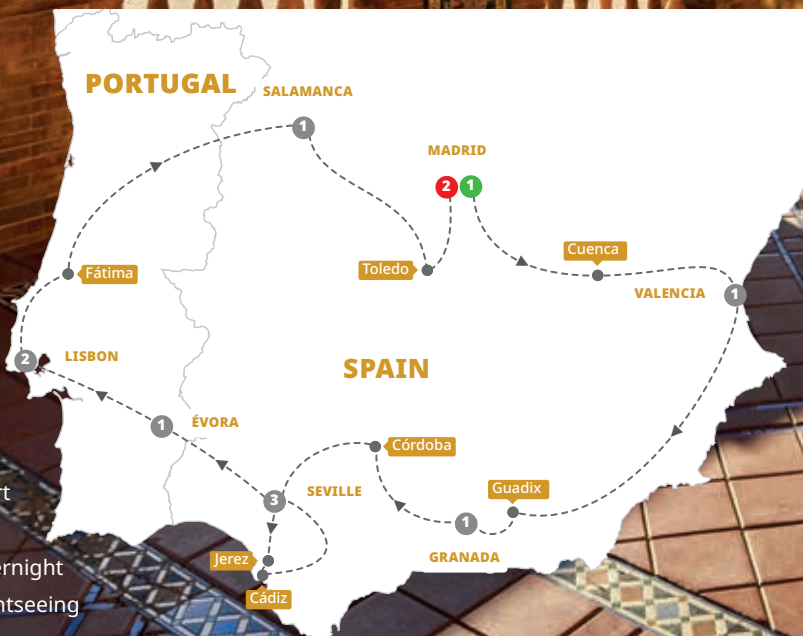 PORTUGAL
SALAMANCA
1
MADRID
2 1
Cuenca
Toledo
Fátima
VALENCIA 1
2 LISBON
SPAIN
1 ÉVORA
Córdoba
3 SEVILLE
Guadix
1
GRANADA
Jerez
Cádiz
rt
ernight
ntseeing